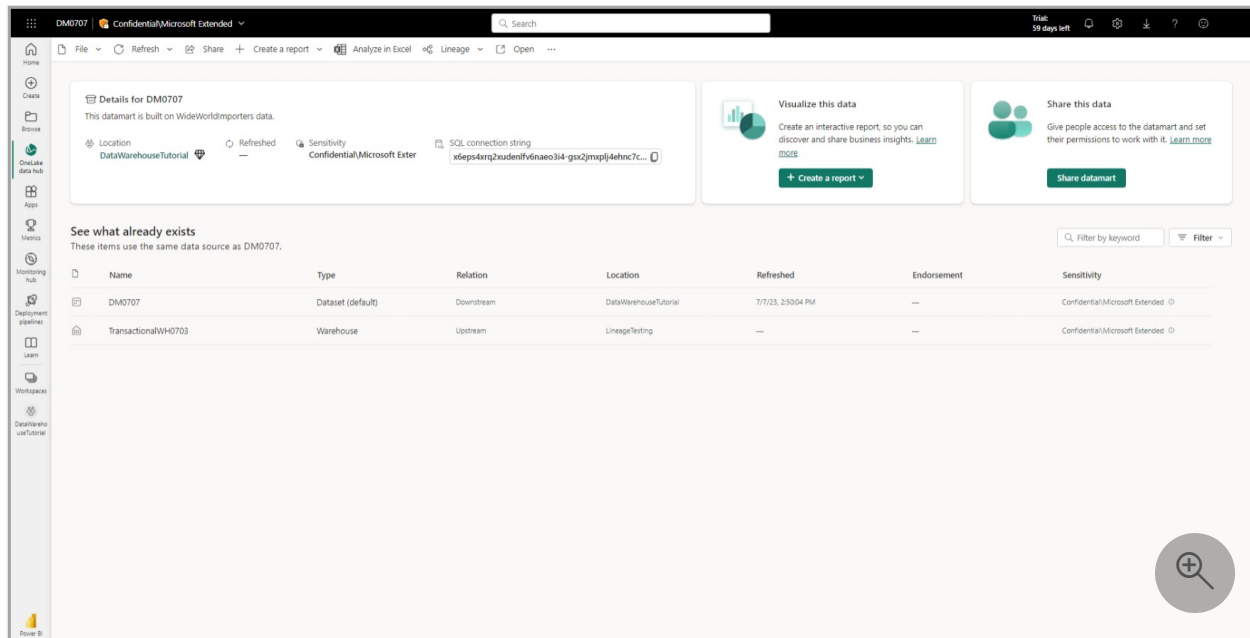 DM0707 Confidential\Microsoft Extended
Search
Trial:
59 days left
File Refresh Share Create a report Analyze in Excel Lineage Open ...
Home
Create
Browse
OneLake
data hub
Apps
Metrics
Monitoring
hub
Deployment
pipelines
Learn
Workspaces
DataWareho
useTutorial
Power BI
Details for DM0707
This datamart is built on WideWorldImporters data.
Location Refreshed Sensitivity SQL connection string
DataWarehouseTutorial — Confidential\Microsoft Exter x6eps4xrq2xudenlfv6naeo3i4-gsx2jmxplj4ehnc7c...
Visualize this data
Create an interactive report, so you can
discover and share business insights. Learn
more
+ Create a report
Share this data
Give people access to the datamart and set
their permissions to work with it. Learn more
Share datamart
See what already exists
These items use the same data source as DM0707.
Filter by keyword Filter
Name Type Relation Location Refreshed Endorsement Sensitivity
DM0707 Dataset (default) Downstream DataWarehouseTutorial 7/7/23, 2:50:04 PM — Confidential\Microsoft Extended
TransactionalWH0703 Warehouse Upstream LineageTesting — — Confidential\Microsoft Extended